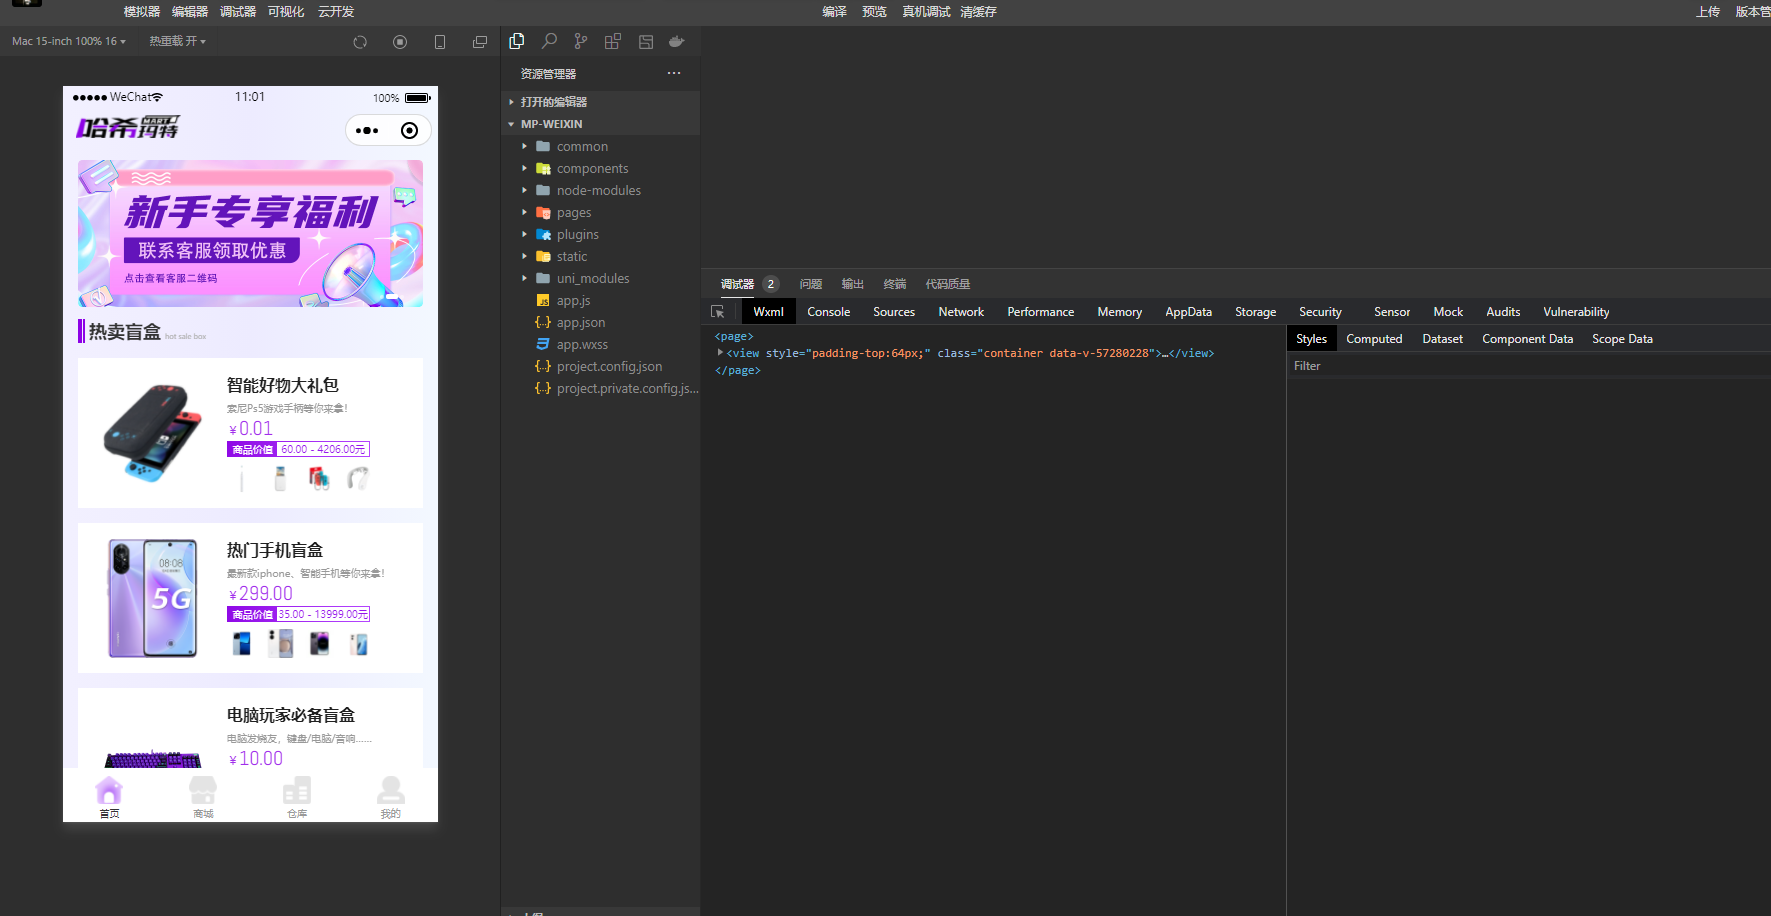 模拟器 编辑器 调试器 可视化 云开发
编译 预览 真机调试 清缓存
上传 版本管
Mac 15-inch 100% 16 热重载 开
WeChat 11:01 100%
哈希玛特 MART
新手专享福利
联系客服领取优惠
点击查看客服二维码
热卖盲盒 hot sale box
智能好物大礼包
索尼Ps5游戏手柄等你来拿!
¥0.01
商品价值 60.00 - 4206.00元
08:08
5G
热门手机盲盒
最新款iphone、智能手机等你来拿!
¥299.00
商品价值 35.00 - 13999.00元
电脑玩家必备盲盒
电脑发烧友，键盘/电脑/音响......
¥10.00
首页 商城 仓库 我的
资源管理器 ...
打开的编辑器
MP-WEIXIN
common
components
node-modules
pages
plugins
static
uni_modules
app.js
app.json
app.wxss
project.config.json
project.private.config.js...
调试器 2 问题 输出 终端 代码质量
Wxml Console Sources Network Performance Memory AppData Storage Security Sensor Mock Audits Vulnerability
<page>
<view style="padding-top:64px;" class="container data-v-57280228">…</view>
</page>
Styles Computed Dataset Component Data Scope Data
Filter